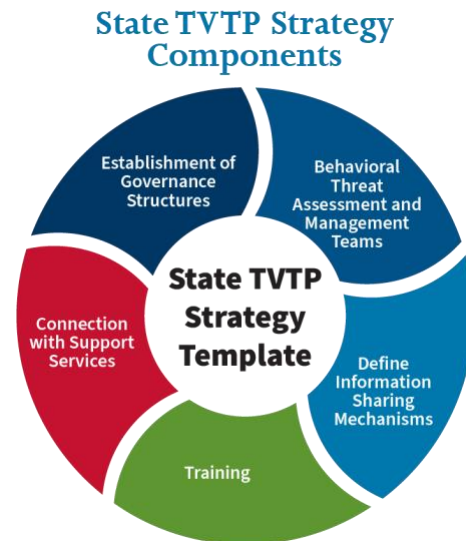 State TVTP Strategy
Components
Establishment of
Governance
Structures
Behavioral
Threat
Assessment and
Management
Teams
State TVTP
Strategy
Template
Connection
with Support
Services
Define
Information
Sharing
Mechanisms
Training